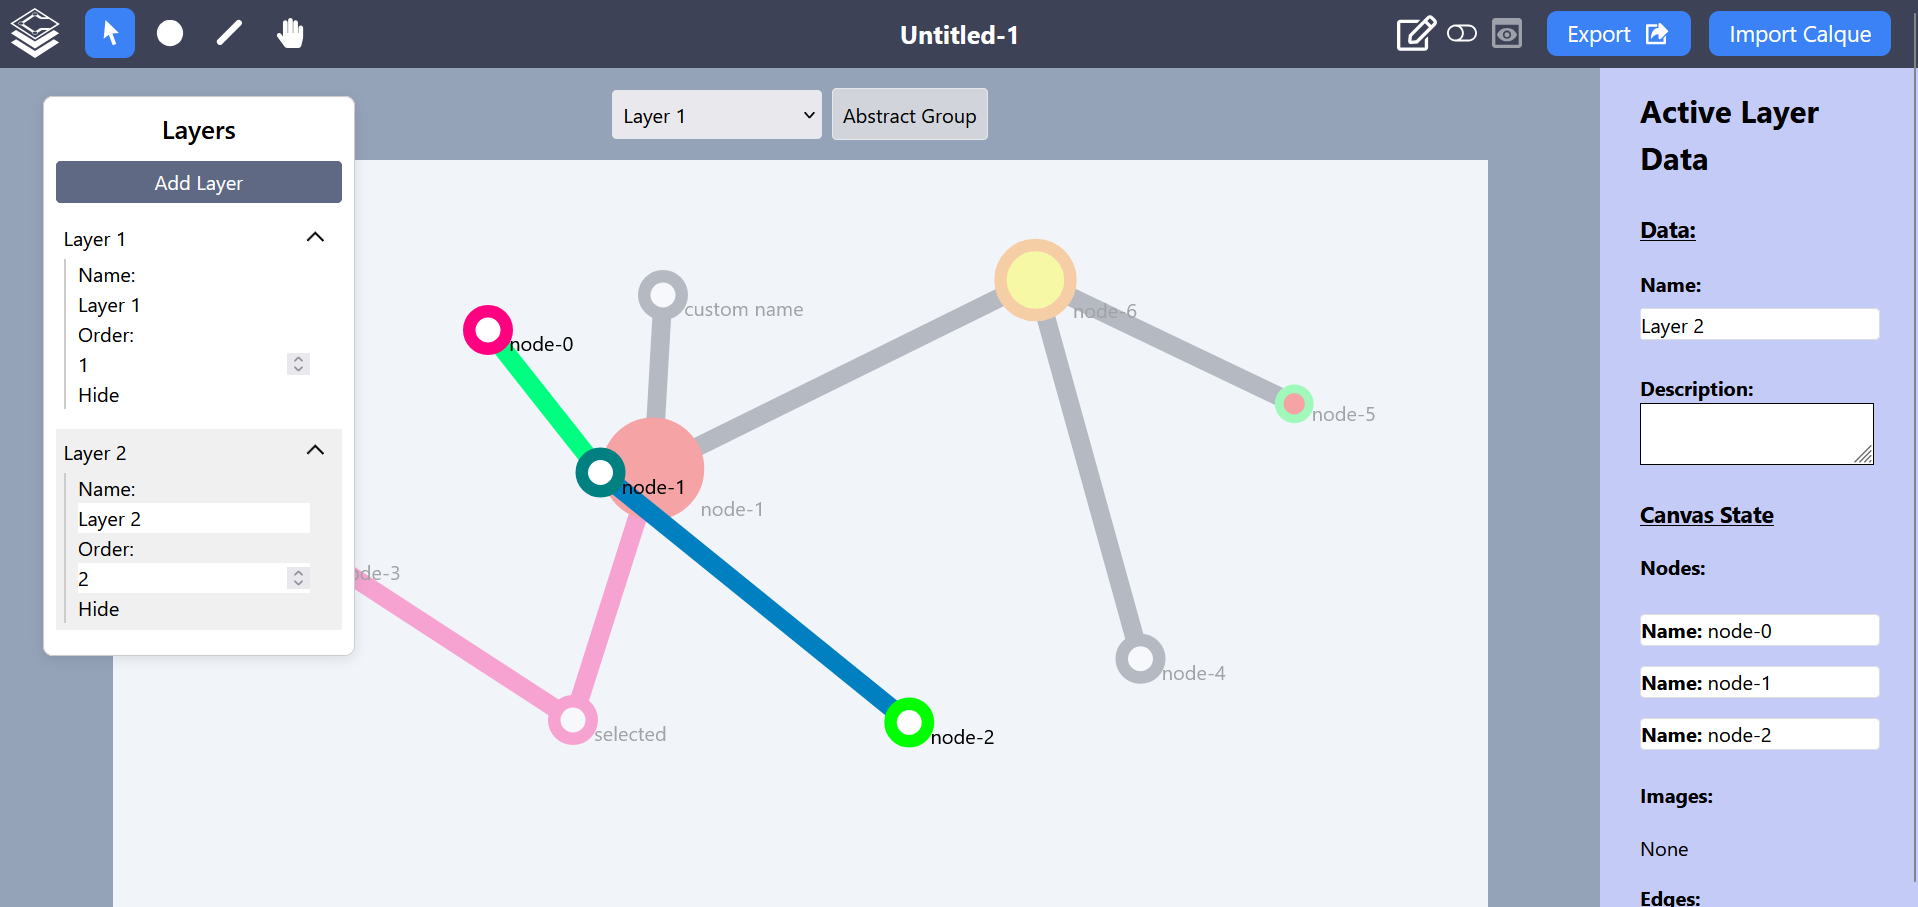 Untitled-1
Export
Import Calque
Layers
Add Layer
Layer 1
Name:
Layer 1
Order:
1
Hide
Layer 2
Name:
Layer 2
Order:
2
Hide
Layer 1
Abstract Group
custom name
node-6
node-0
node-5
node-1
node-1
node-3
node-4
selected
node-2
Active Layer
Data
Data:
Name:
Layer 2
Description:
Canvas State
Nodes:
Name: node-0
Name: node-1
Name: node-2
Images:
None
Edges: